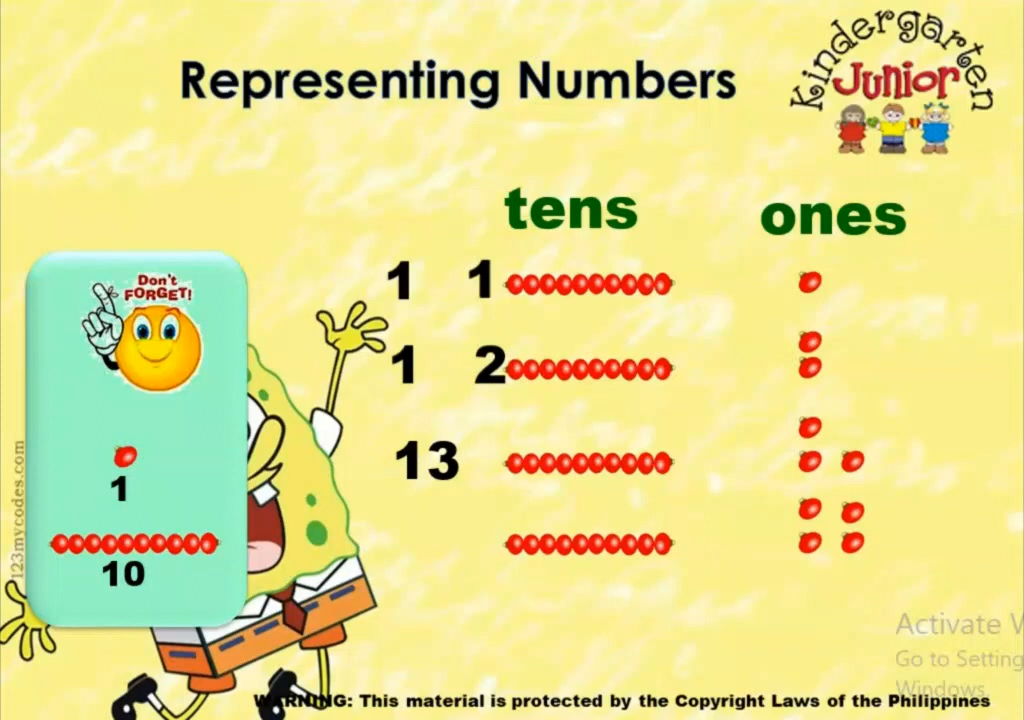 Kindergarten
Junior
Representing Numbers
tens ones
1 1
1 2
13
Don't
FORGET!
1
10
123mycodes.com
Activate W
Go to Setting
Windows.
WARNING: This material is protected by the Copyright Laws of the Philippines